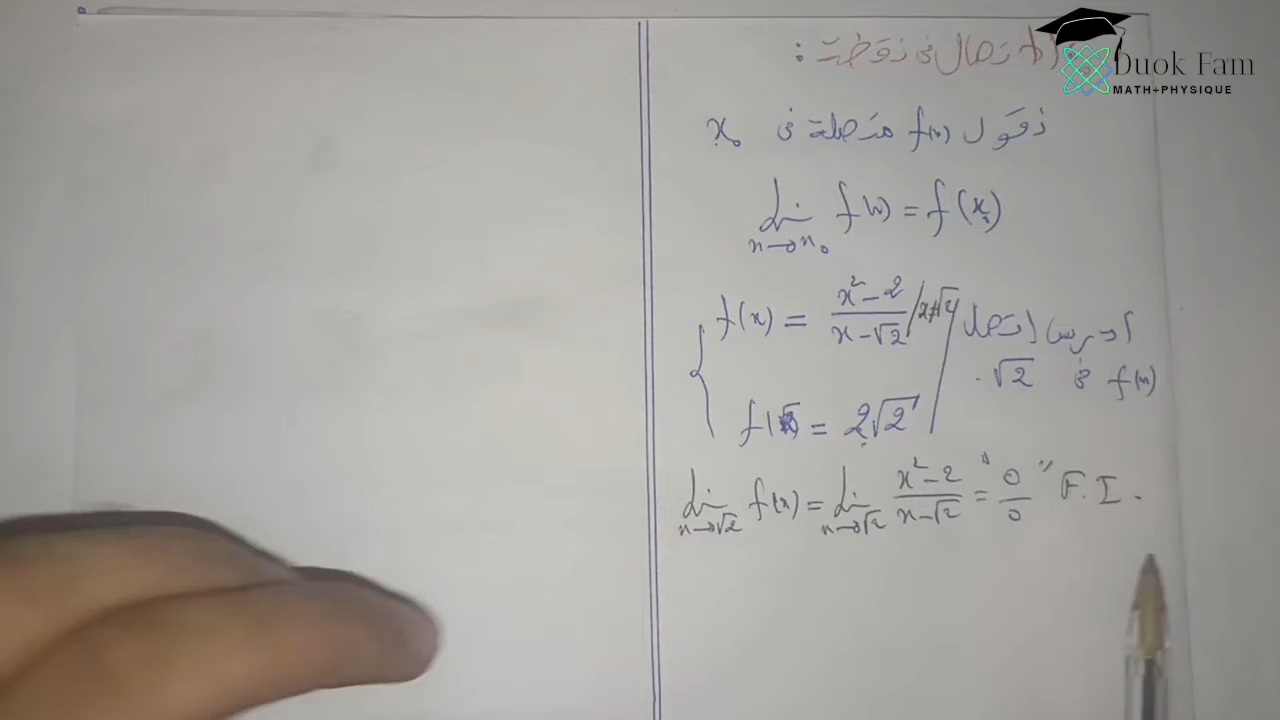 الاتصال في نقطة :
Duok Fam
MATH+PHYSIQUE
نقول f(x) متصلة في x₀
lim f(x) = f(x₀)
x→x₀
f(x) = (x²-2)/(x-√2) / x≠√2
ادرس اتصال
f(x) في √2.
f(√2) = 2√2
lim f(x) = lim (x²-2)/(x-√2) = "0/0" F.I.
x→√2 x→√2